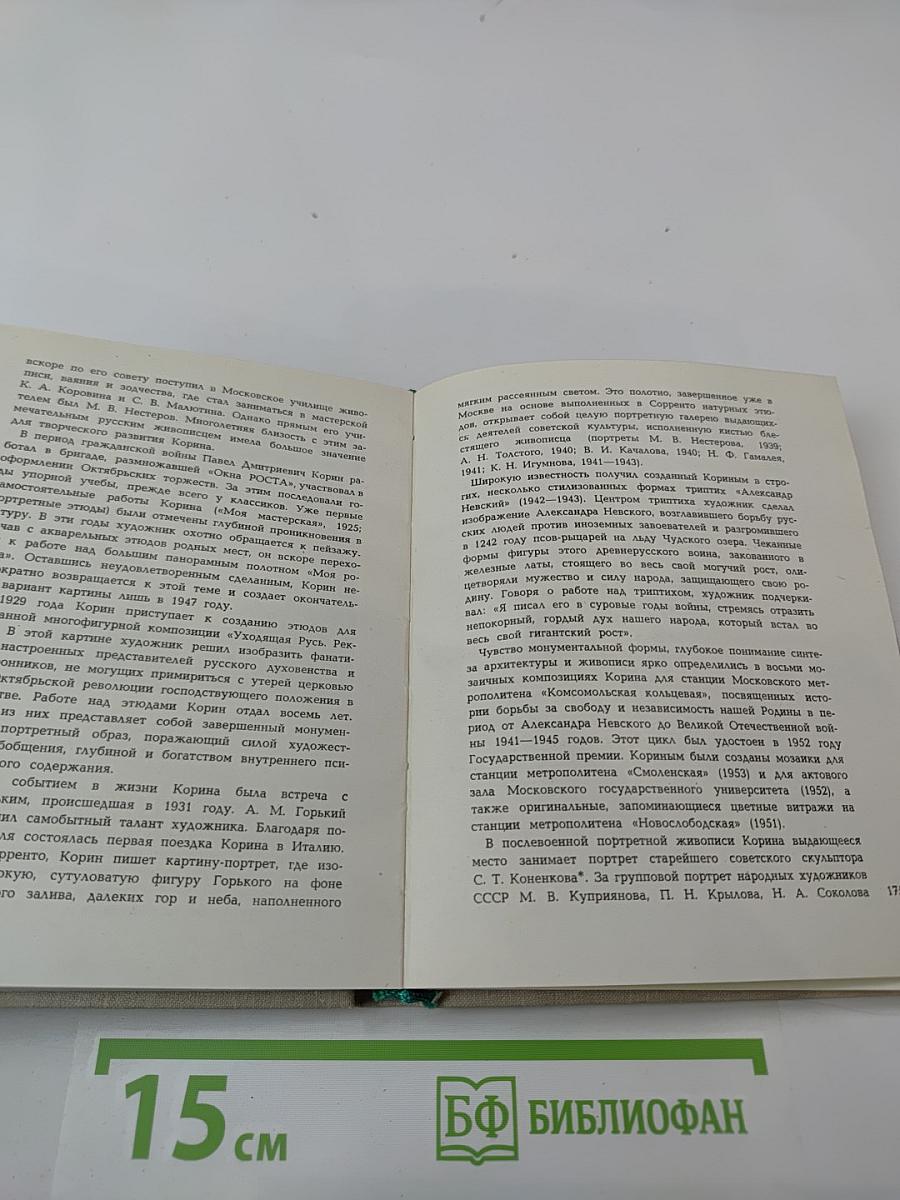 вскоре по его совету поступил в Московское училище живо-
писи, ваяния и зодчества, где стал заниматься в мастерской
К. А. Коровина и С. В. Малютина. Однако прямым его учи-
телем был М. В. Нестеров. Многолетняя близость с этим за-
мечательным русским живописцем имела большое значение
для творческого развития Корина.
В период гражданской войны Павел Дмитриевич Корин ра-
ботал в бригаде, размножавшей «Окна РОСТА», участвовал в
оформлении Октябрьских торжеств. За этим последовали го-
ды упорной учебы, прежде всего у классиков. Уже первые
амостоятельные работы Корина («Моя мастерская», 1925;
ортретные этюды) были отмечены глубиной проникновения в
туру. В эти годы художник охотно обращается к пейзажу.
чав с акварельных этюдов родных мест, он вскоре перехо-
к работе над большим панорамным полотном «Моя ро-
а». Оставшись неудовлетворенным сделанным, Корин не-
ократно возвращается к этой теме и создает окончатель-
вариант картины лишь в 1947 году.
1929 года Корин приступает к созданию этюдов для
анной многофигурной композиции «Уходящая Русь. Рек-
В этой картине художник решил изобразить фанати-
настроенных представителей русского духовенства и
ронников, не могущих примириться с утерей церковью
ктябрьской революции господствующего положения в
тве. Работе над этюдами Корин отдал восемь лет.
из них представляет собой завершенный монумен-
портретный образ, поражающий силой художест-
бобщения, глубиной и богатством внутреннего пси-
ого содержания.
событием в жизни Корина была встреча с
ьким, происшедшая в 1931 году. А. М. Горький
ил самобытный талант художника. Благодаря по-
ля состоялась первая поездка Корина в Италию.
рренто, Корин пишет картину-портрет, где изо-
окую, сутуловатую фигуру Горького на фоне
ого залива, далеких гор и неба, наполненного
мягким рассеянным светом. Это полотно, завершенное уже в
Москве на основе выполненных в Сорренто натурных этю-
дов, открывает собой целую портретную галерею выдающих-
ся деятелей советской культуры, исполненную кистью бле-
стящего живописца (портреты М. В. Нестерова, 1939;
А. Н. Толстого, 1940; В. И. Качалова, 1940; Н. Ф. Гамалея,
1941; К. Н. Игумнова, 1941—1943).
Широкую известность получил созданный Кориным в стро-
гих, несколько стилизованных формах триптих «Александр
Невский» (1942—1943). Центром триптиха художник сделал
изображение Александра Невского, возглавившего борьбу рус-
ских людей против иноземных завоевателей и разгромившего
в 1242 году псов-рыцарей на льду Чудского озера. Чеканные
формы фигуры этого древнерусского воина, закованного в
железные латы, стоящего во весь свой могучий рост, оли-
цетворяли мужество и силу народа, защищающего свою ро-
дину. Говоря о работе над триптихом, художник подчерки-
вал: «Я писал его в суровые годы войны, стремясь отразить
непокорный, гордый дух нашего народа, который встал во
весь свой гигантский рост».
Чувство монументальной формы, глубокое понимание синте-
за архитектуры и живописи ярко определились в восьми мо-
заичных композициях Корина для станции Московского мет-
рополитена «Комсомольская кольцевая», посвященных исто-
рии борьбы за свободу и независимость нашей Родины в пе-
риод от Александра Невского до Великой Отечественной вой-
ны 1941—1945 годов. Этот цикл был удостоен в 1952 году
Государственной премии. Кориным были созданы мозаики для
станции метрополитена «Смоленская» (1953) и для актового
зала Московского государственного университета (1952), а
также оригинальные, запоминающиеся цветные витражи на
станции метрополитена «Новослободская» (1951).
В послевоенной портретной живописи Корина выдающееся
место занимает портрет старейшего советского скульптора
С. Т. Коненкова*. За групповой портрет народных художников
СССР М. В. Куприянова, П. Н. Крылова, Н. А. Соколова
15 см
БФ БИБЛИОФАН